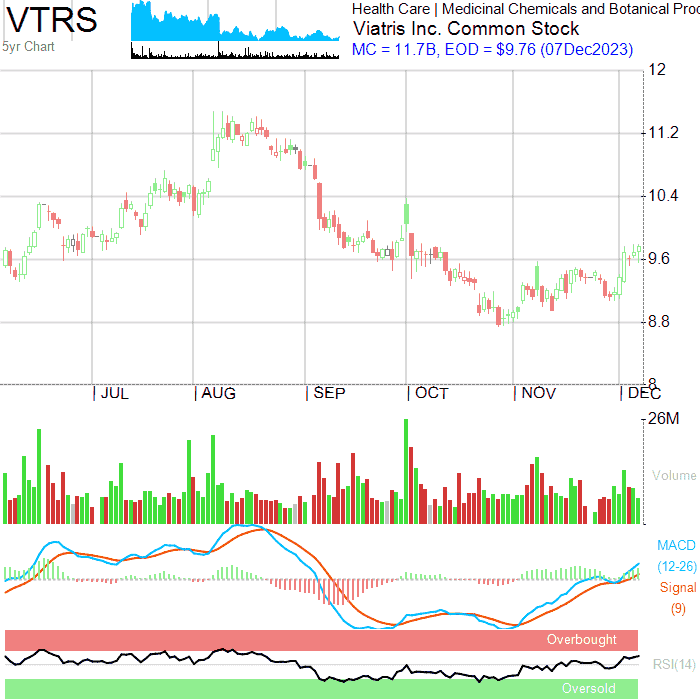 VTRS
5yr Chart
Health Care | Medicinal Chemicals and Botanical Proc
Viatris Inc. Common Stock
MC = 11.7B, EOD = $9.76 (07Dec2023)
12
11.2
10.4
9.6
8.8
8
JUL AUG SEP OCT NOV DEC
26M
Volume
MACD
(12-26)
Signal
(9)
Overbought
RSI(14)
Oversold